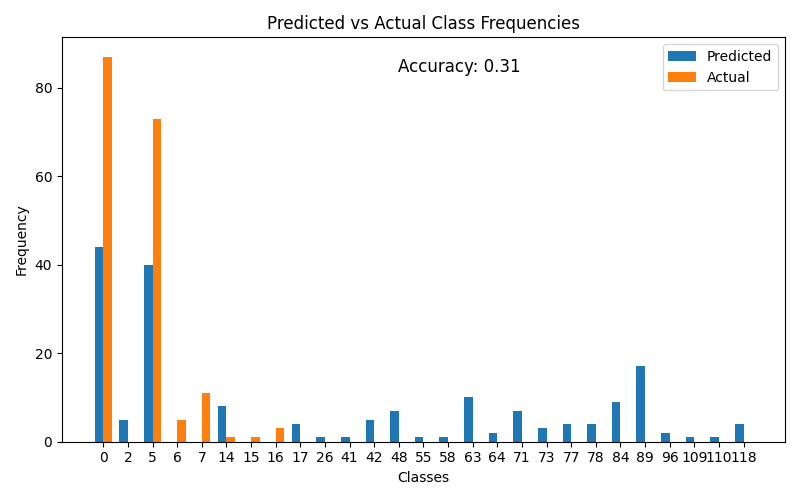 Predicted vs Actual Class Frequencies
Accuracy: 0.31
Predicted
Actual
Frequency
80
60
40
20
0
0 2 5 6 7 14 15 16 17 26 41 42 48 55 58 63 64 71 73 77 78 84 89 96 109 110 118
Classes